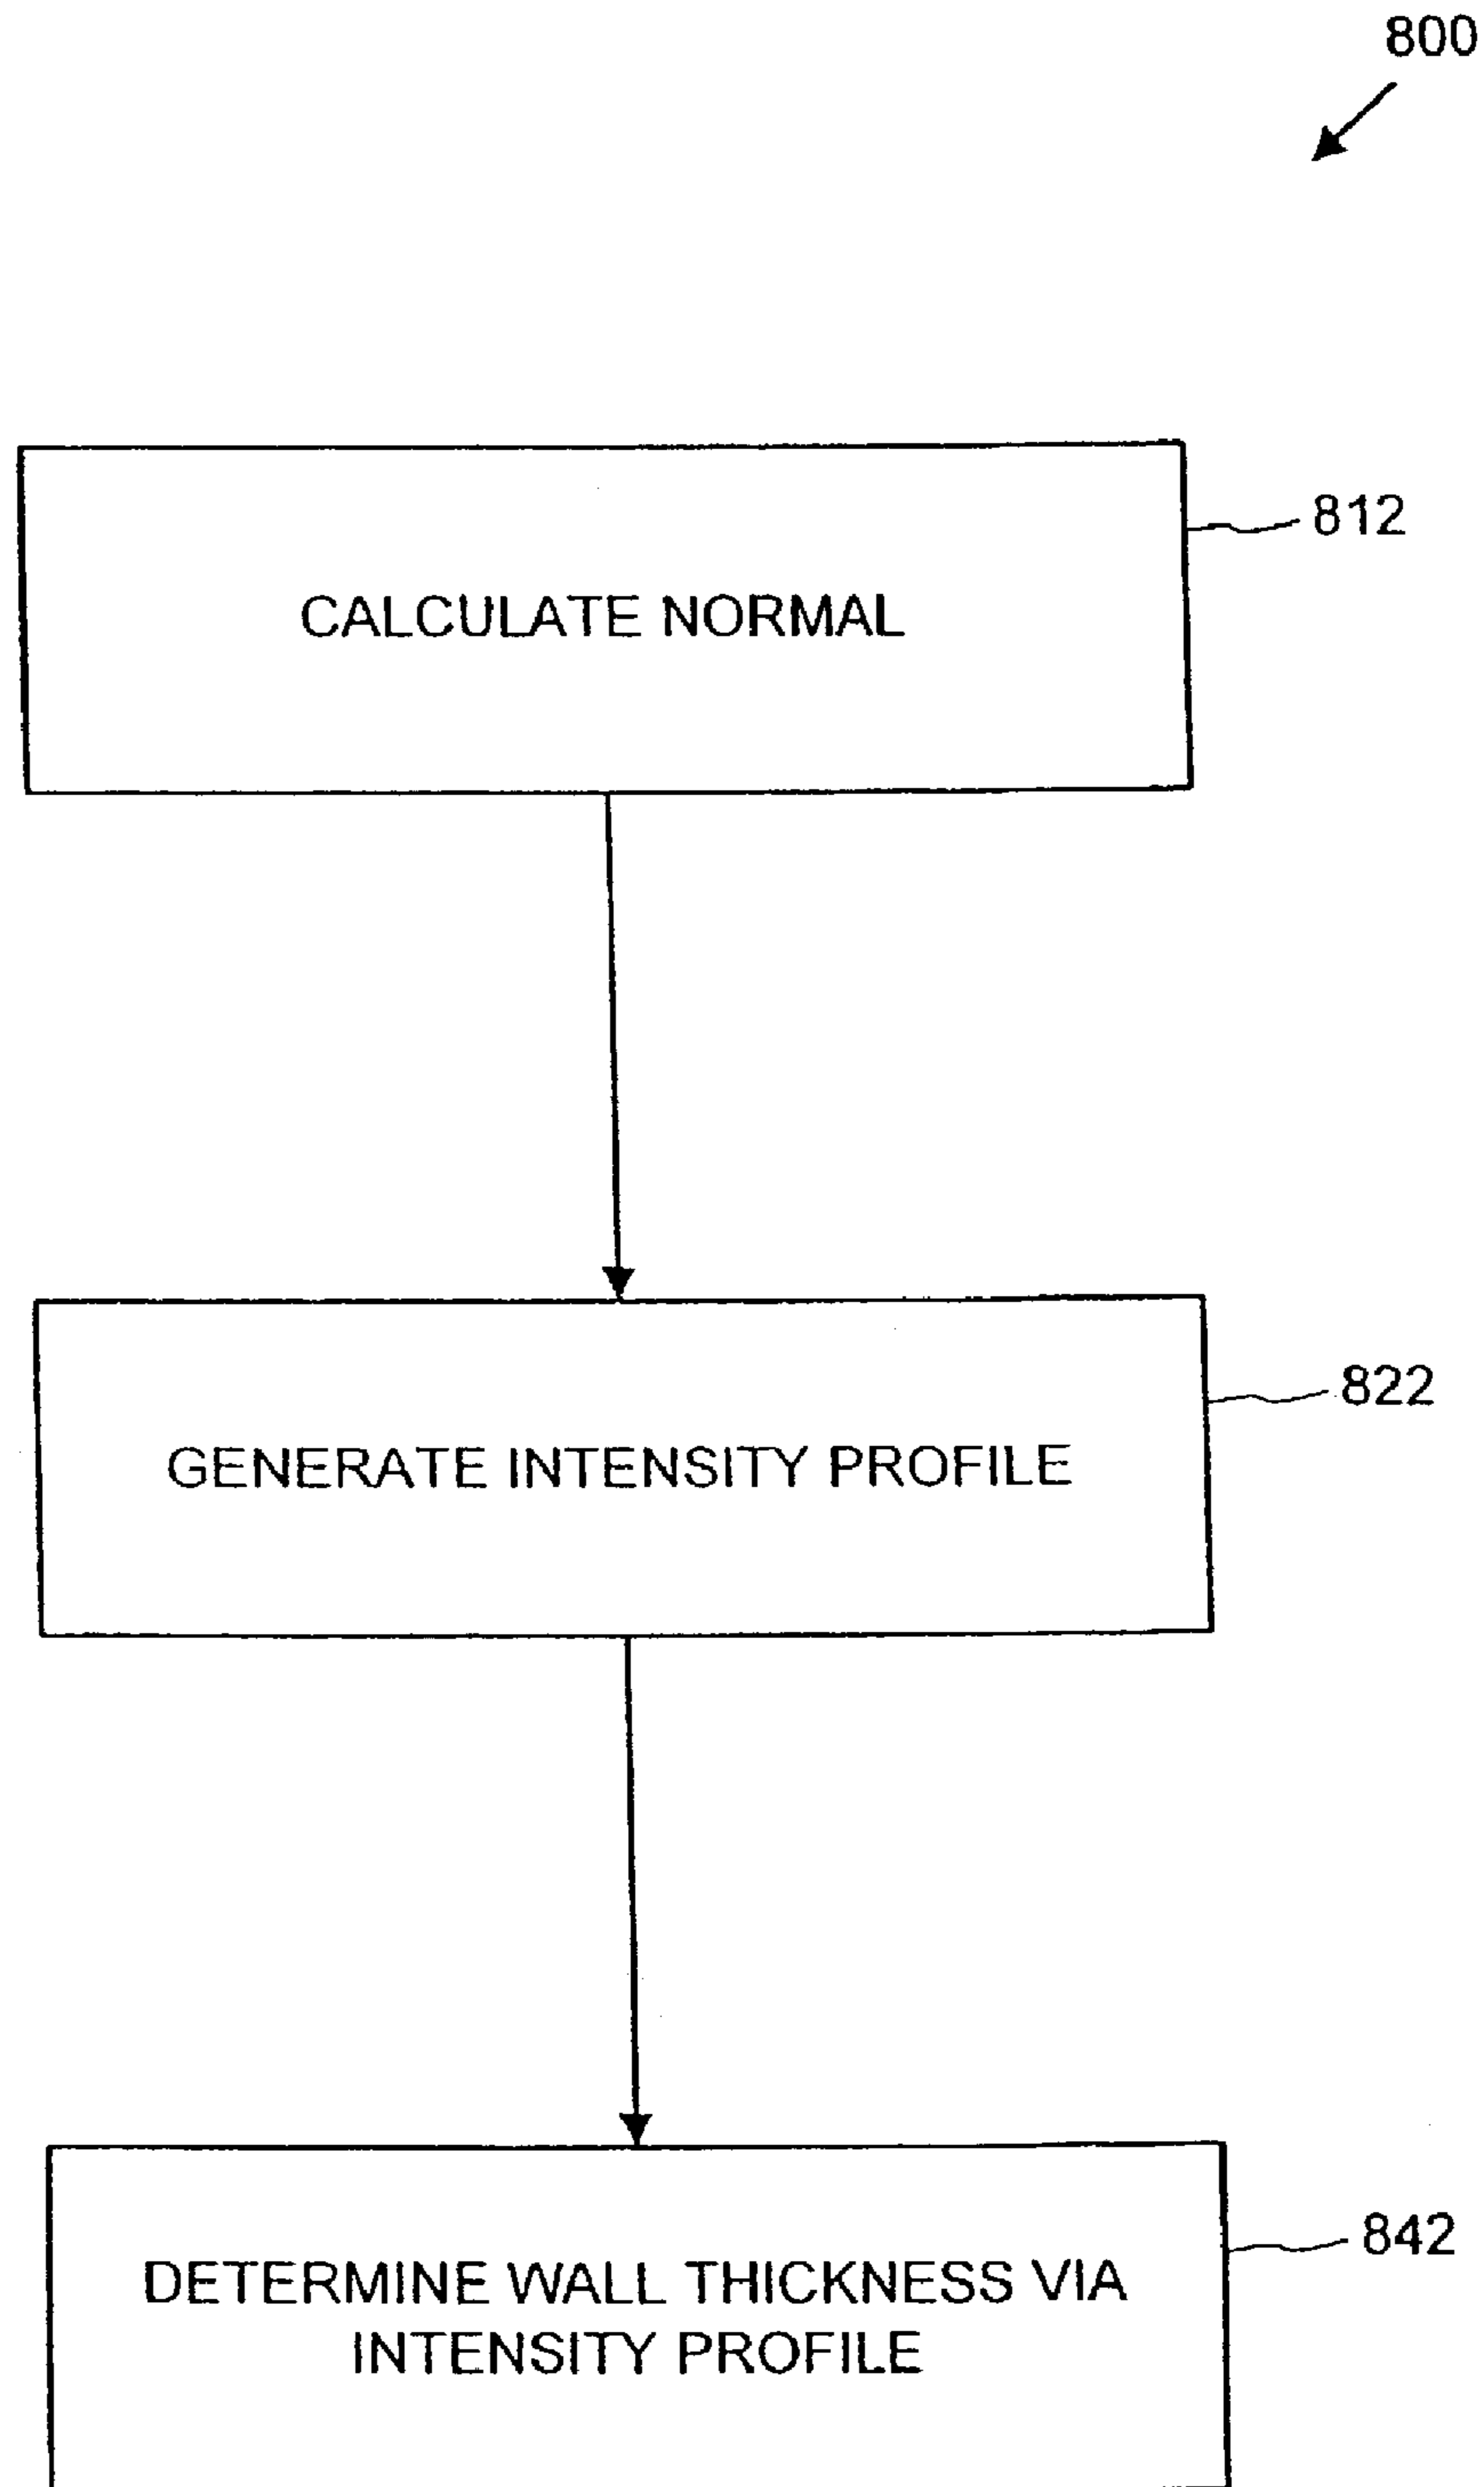 800
812
CALCULATE NORMAL
822
GENERATE INTENSITY PROFILE
842
DETERMINE WALL THICKNESS VIA
INTENSITY PROFILE